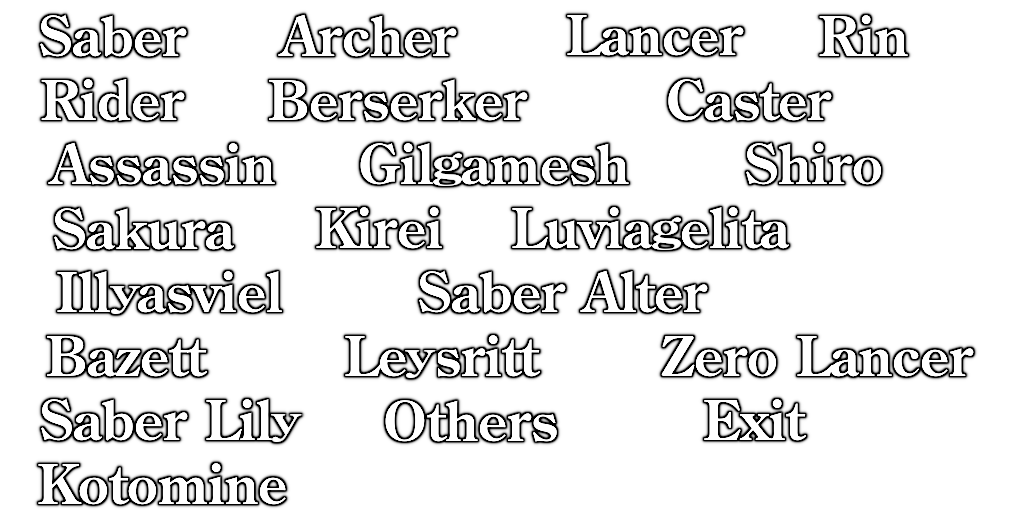 Saber Archer Lancer Rin
Rider Berserker Caster
Assassin Gilgamesh Shiro
Sakura Kirei Luviagelita
Illyasviel Saber Alter
Bazett Leysritt Zero Lancer
Saber Lily Others Exit
Kotomine